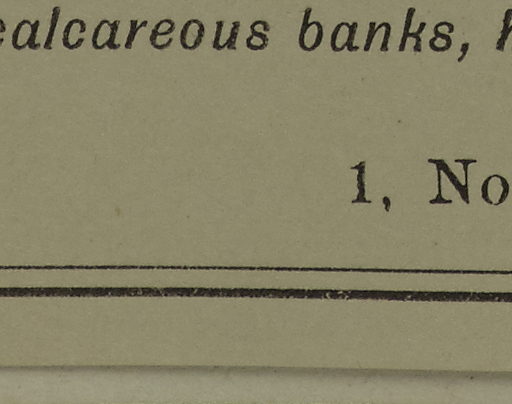 calcareous banks,
1, No